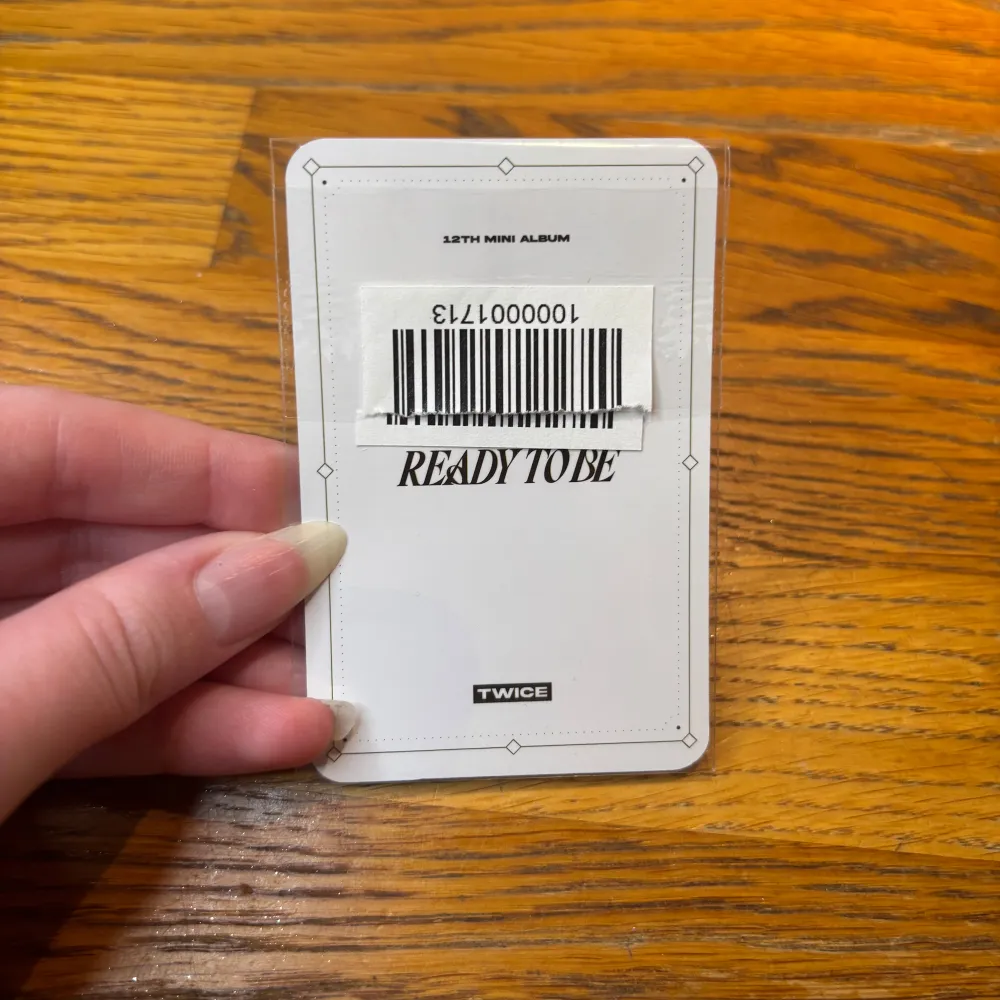 12TH MINI ALBUM
1000001713
READY TO BE
TWICE